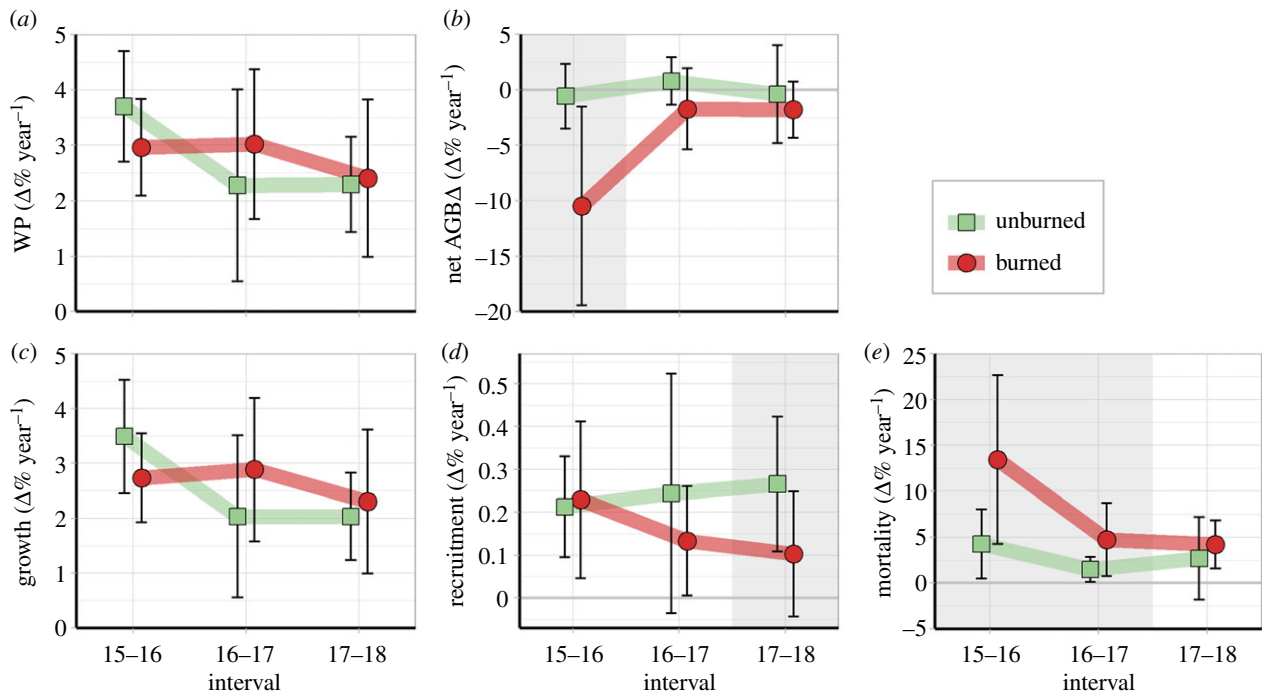 (a)
5
4
3
2
1
0
WP (Δ% year⁻¹)
(b)
5
0
−5
−10
−15
−20
net AGBΔ (Δ% year⁻¹)
unburned
burned
(c)
5
4
3
2
1
0
growth (Δ% year⁻¹)
15–16 16–17 17–18
interval
(d)
0.5
0.4
0.3
0.2
0.1
0
recruitment (Δ% year⁻¹)
15–16 16–17 17–18
interval
(e)
25
20
15
10
5
0
−5
mortality (Δ% year⁻¹)
15–16 16–17 17–18
interval